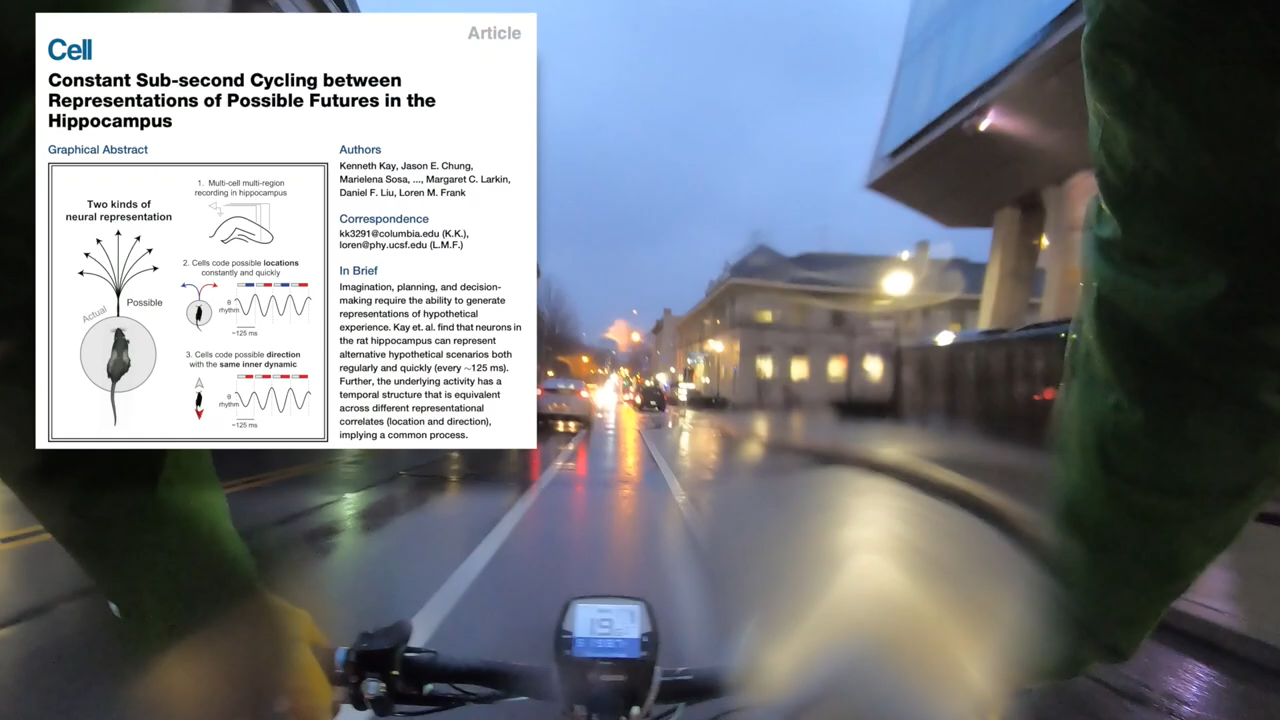 Article
Cell
Constant Sub-second Cycling between
Representations of Possible Futures in the
Hippocampus
Graphical Abstract
Two kinds of
neural representation
Actual
Possible
1. Multi-cell multi-region
recording in hippocampus
2. Cells code possible locations
constantly and quickly
θ
rhythm
~125 ms
3. Cells code possible direction
with the same inner dynamic
θ
rhythm
~125 ms
Authors
Kenneth Kay, Jason E. Chung,
Marielena Sosa, ..., Margaret C. Larkin,
Daniel F. Liu, Loren M. Frank
Correspondence
kk3291@columbia.edu (K.K.),
loren@phy.ucsf.edu (L.M.F.)
In Brief
Imagination, planning, and decision-
making require the ability to generate
representations of hypothetical
experience. Kay et. al. find that neurons in
the rat hippocampus can represent
alternative hypothetical scenarios both
regularly and quickly (every ~125 ms).
Further, the underlying activity has a
temporal structure that is equivalent
across different representational
correlates (location and direction),
implying a common process.
19